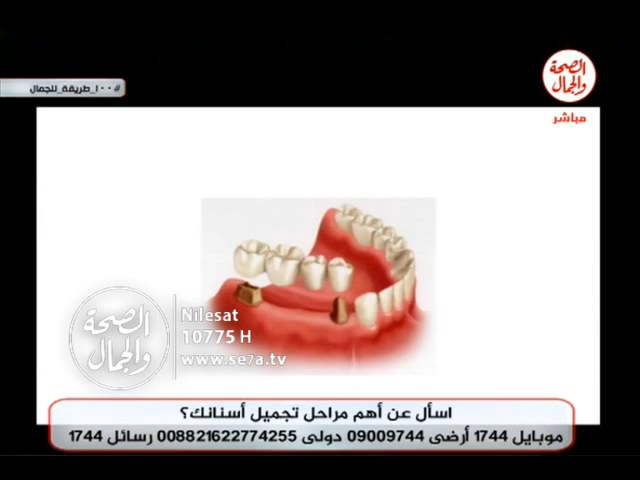 الصحة
والجمال
#١٠٠_طريقة_للجمال
مباشر
الصحة
والجمال
Nilesat
10775 H
www.se7a.tv
اسأل عن أهم مراحل تجميل أسنانك؟
موبايل 1744 أرضى 09009744 دولى 008821622774255 رسائل 1744